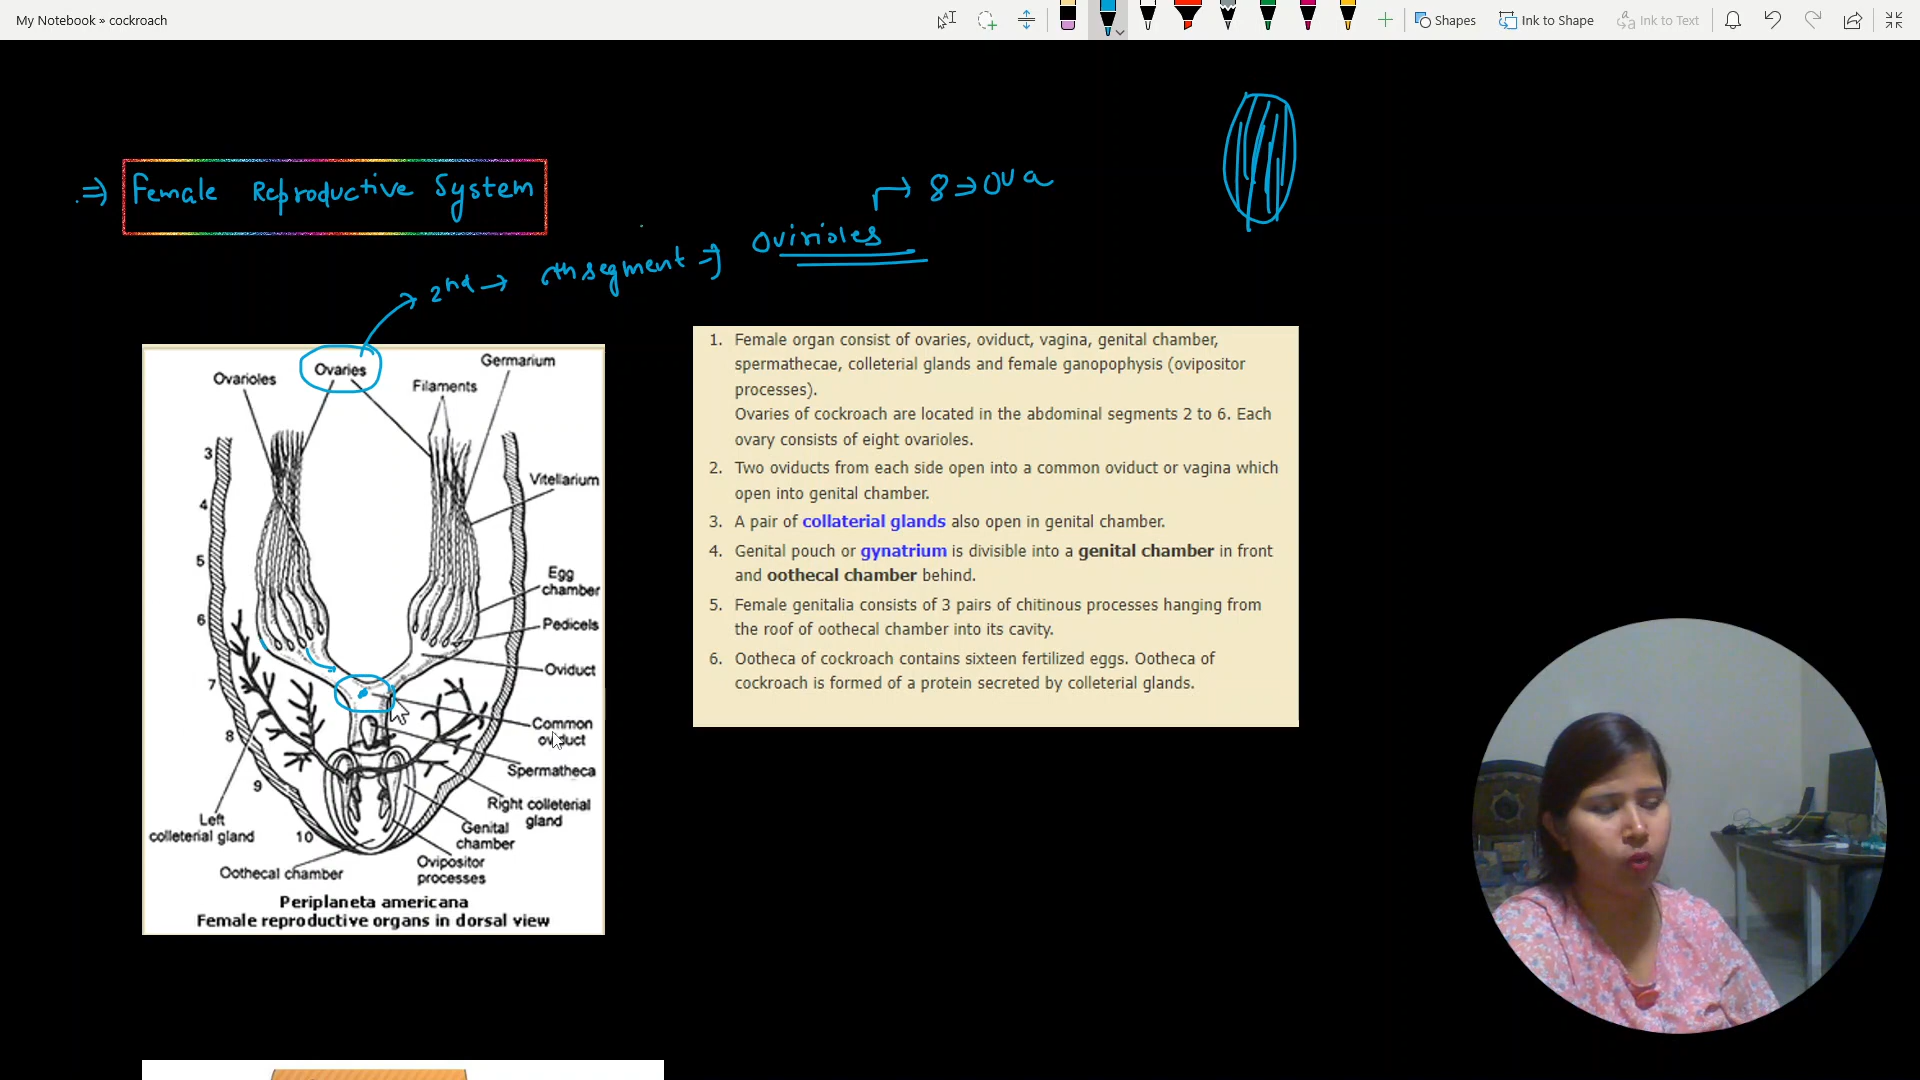 My Notebook » cockroach
Shapes
Ink to Shape
Ink to Text
⇒ Female Reproductive System
8 ⇒ Ova
Ovirioles
2nd → segment ⇒
Ovaries
Germarium
Ovarioles
Filaments
3
Vitellarium
4
5
Egg
chamber
6
Pedicels
Oviduct
7
Common
oviduct
8
Spermatheca
9
Right colleterial
gland
Left
colleterial gland
10
Genital
chamber
Oothecal chamber
Ovipositor
processes
Periplaneta americana
Female reproductive organs in dorsal view
1. Female organ consist of ovaries, oviduct, vagina, genital chamber,
spermathecae, colleterial glands and female ganopophysis (ovipositor
processes).
Ovaries of cockroach are located in the abdominal segments 2 to 6. Each
ovary consists of eight ovarioles.
2. Two oviducts from each side open into a common oviduct or vagina which
open into genital chamber.
3. A pair of collaterial glands also open in genital chamber.
4. Genital pouch or gynatrium is divisible into a genital chamber in front
and oothecal chamber behind.
5. Female genitalia consists of 3 pairs of chitinous processes hanging from
the roof of oothecal chamber into its cavity.
6. Ootheca of cockroach contains sixteen fertilized eggs. Ootheca of
cockroach is formed of a protein secreted by colleterial glands.